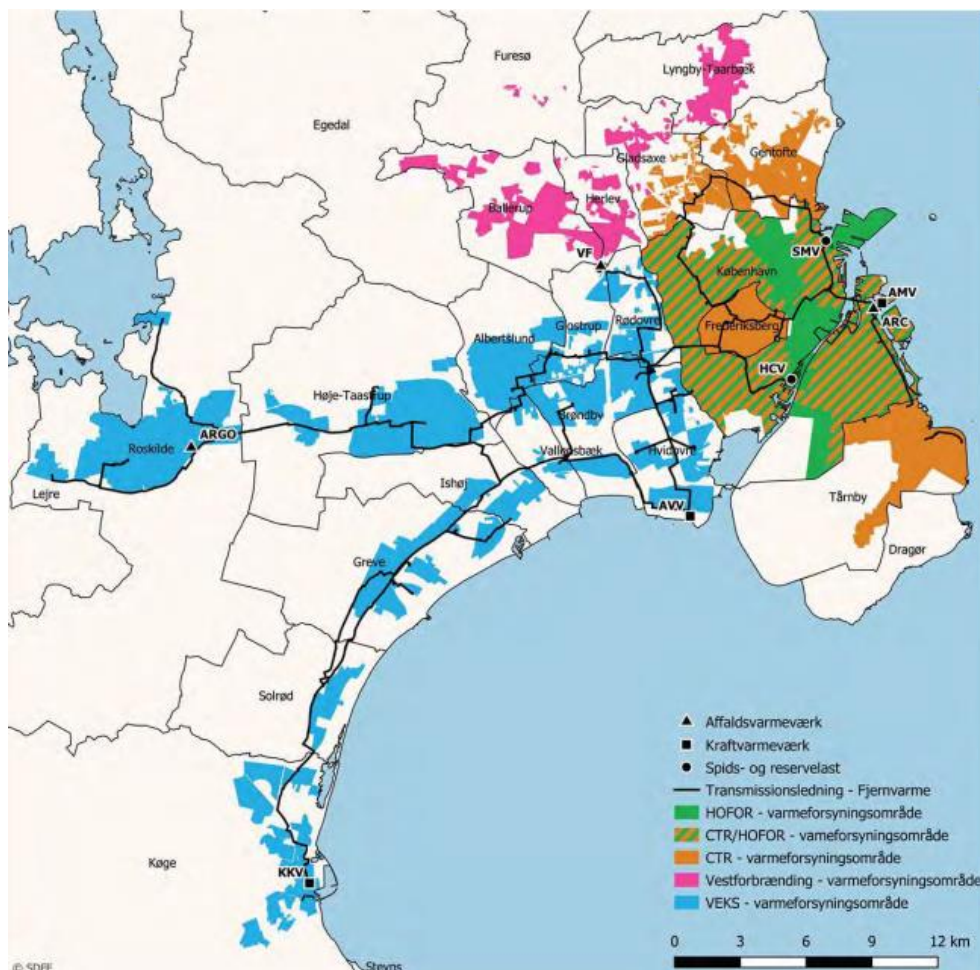 Furesø
Lyngby-Taarbæk
Egedal
Gladsaxe
Gentofte
Ballerup
Herlev
VF
SMV
København
AMV
ARC
Glostrup
Rødovre
Frederiksberg
Albertslund
HCV
Høje-Taastrup
Brøndby
ARGO
Roskilde
Vallensbæk
Hvidovre
Lejre
Ishøj
AVV
Tårnby
Dragør
Greve
Solrød
Køge
KKV
Affaldsvarmeværk
Kraftvarmeværk
Spids- og reservelast
Transmissionsledning - Fjernvarme
HOFOR - varmeforsyningsområde
CTR/HOFOR - vameforsyningsområde
CTR - varmeforsyningsområde
Vestforbrænding - varmeforsyningsområde
VEKS - varmeforsyningsområde
0 3 6 9 12 km
© SDFE
Stevns